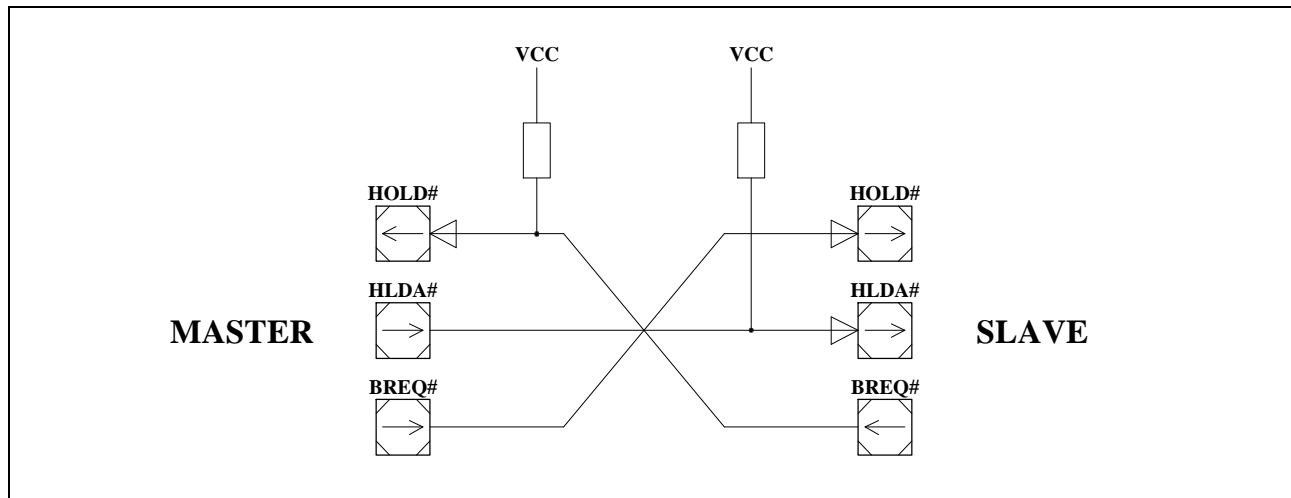 VCC VCC
HOLD# HOLD#
HLDA# HLDA#
MASTER SLAVE
BREQ# BREQ#